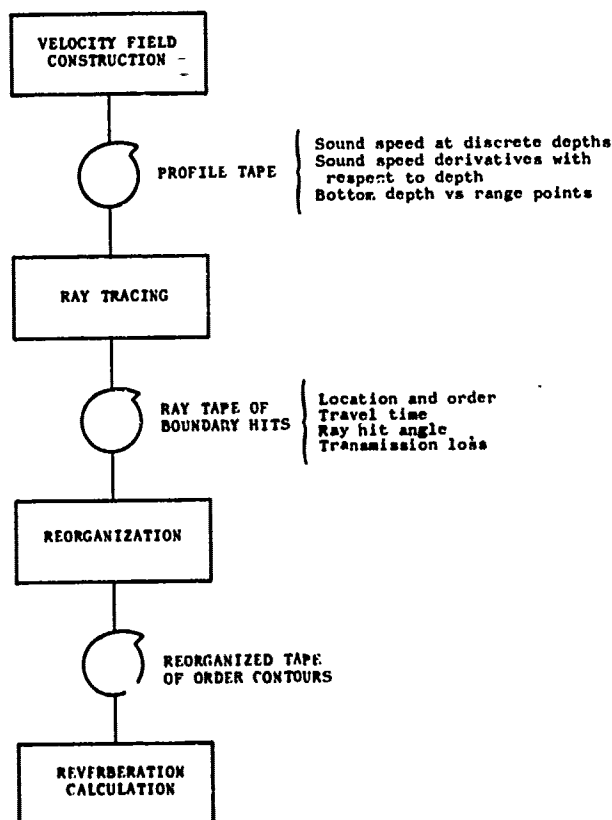 VELOCITY FIELD
CONSTRUCTION
PROFILE TAPE
Sound speed at discrete depths
Sound speed derivatives with
respect to depth
Bottom depth vs range points
RAY TRACING
RAY TAPE OF
BOUNDARY HITS
Location and order
Travel time
Ray hit angle
Transmission loss
REORGANIZATION
REORGANIZED TAPE
OF ORDER CONTOURS
REVERBERATION
CALCULATION